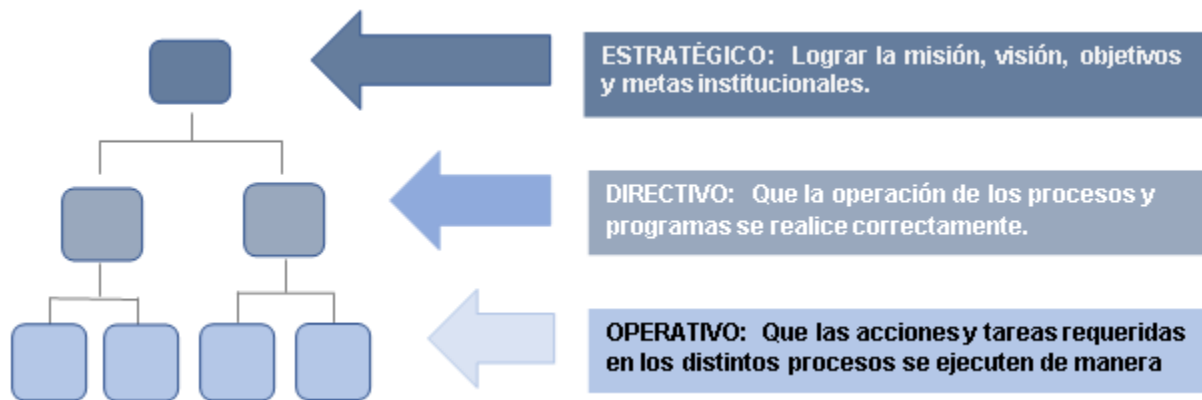 ESTRATÉGICO: Lograr la misión, visión, objetivos
y metas institucionales.
DIRECTIVO: Que la operación de los procesos y
programas se realice correctamente.
OPERATIVO: Que las acciones y tareas requeridas
en los distintos procesos se ejecuten de manera